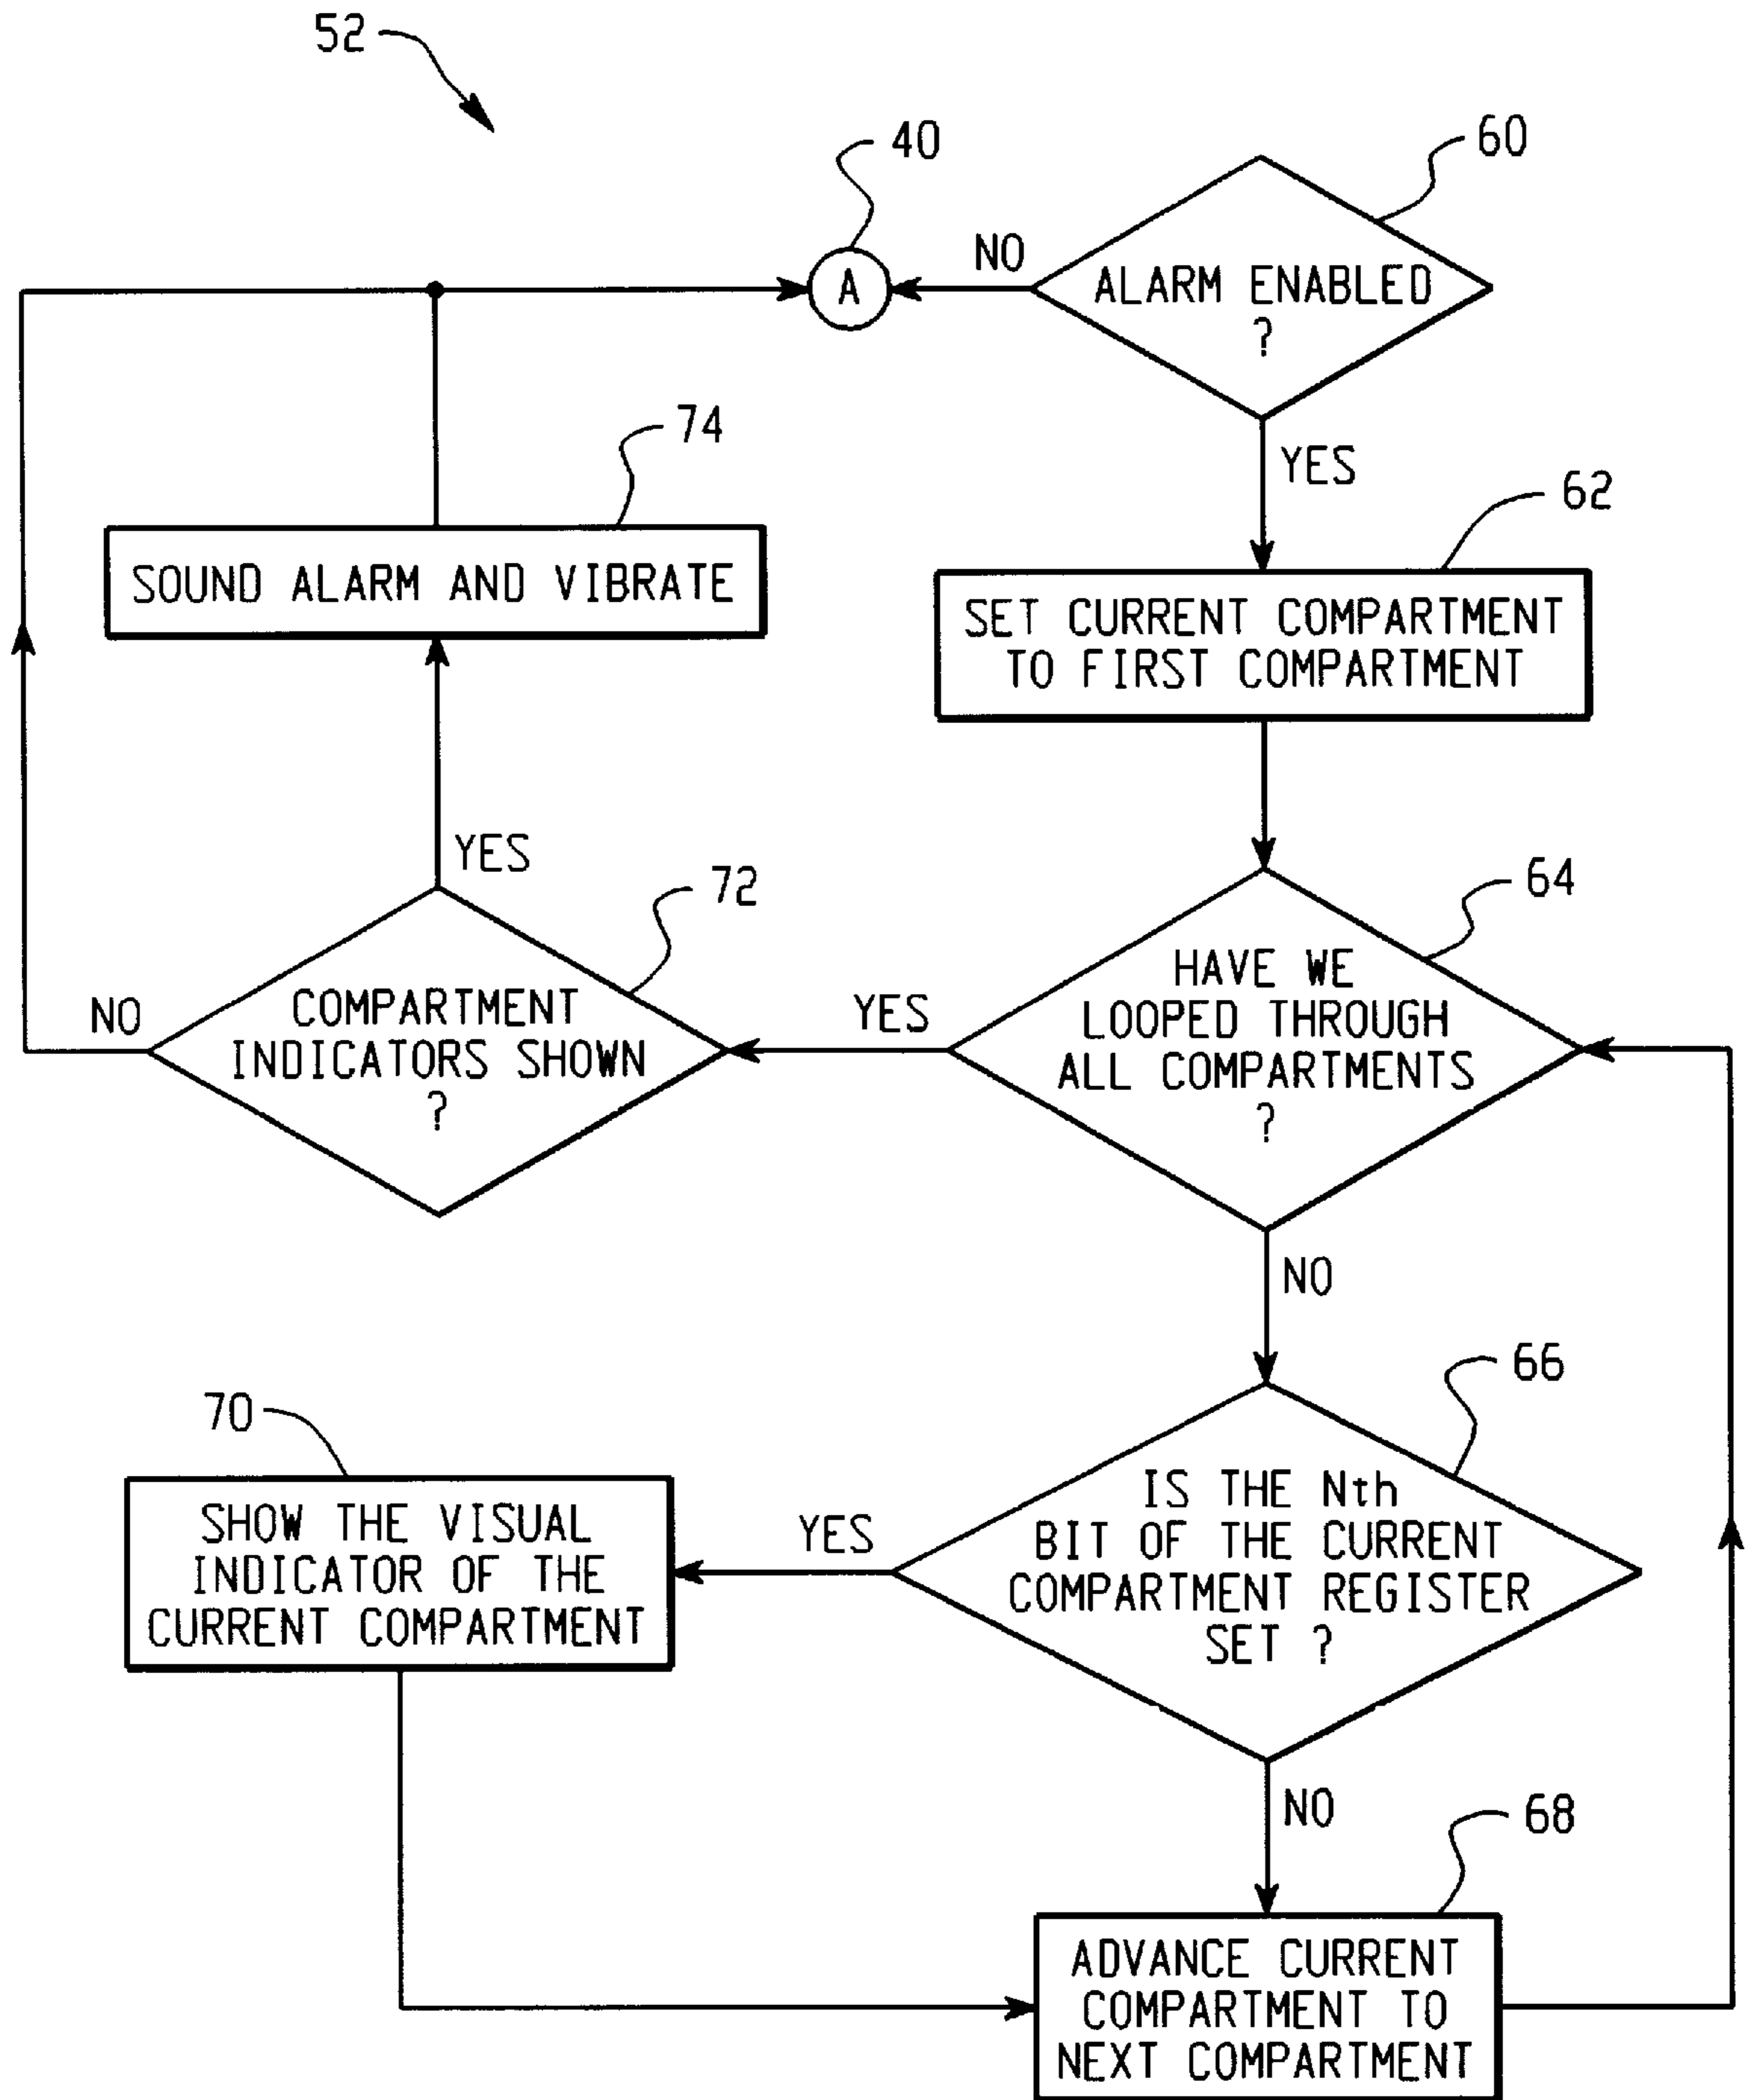 52
40
60
A
NO
ALARM ENABLED
?
YES
74
62
SOUND ALARM AND VIBRATE
SET CURRENT COMPARTMENT
TO FIRST COMPARTMENT
YES
72
64
HAVE WE
LOOPED THROUGH
ALL COMPARTMENTS
?
YES
NO
COMPARTMENT
INDICATORS SHOWN
?
NO
66
70
IS THE Nth
BIT OF THE CURRENT
COMPARTMENT REGISTER
SET ?
YES
SHOW THE VISUAL
INDICATOR OF THE
CURRENT COMPARTMENT
NO
68
ADVANCE CURRENT
COMPARTMENT TO
NEXT COMPARTMENT